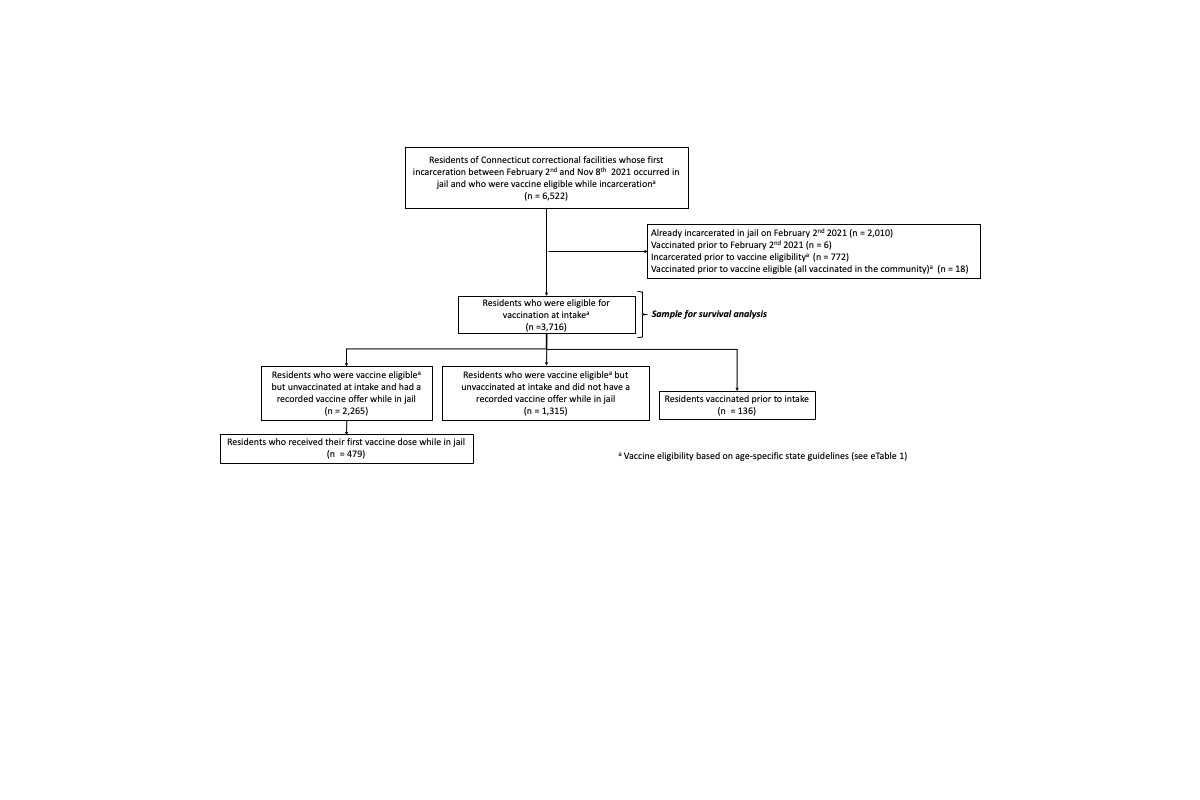 Residents of Connecticut correctional facilities whose first
incarceration between February 2nd and Nov 8th 2021 occurred in
jail and who were vaccine eligible while incarcerationa
(n = 6,522)
Already incarcerated in jail on February 2nd 2021 (n = 2,010)
Vaccinated prior to February 2nd 2021 (n = 6)
Incarcerated prior to vaccine eligibilitya (n = 772)
Vaccinated prior to vaccine eligible (all vaccinated in the community)a (n = 18)
Residents who were eligible for
vaccination at intakea
(n =3,716)
Sample for survival analysis
Residents who were vaccine eligiblea
but unvaccinated at intake and had a
recorded vaccine offer while in jail
(n = 2,265)
Residents who were vaccine eligiblea but
unvaccinated at intake and did not have a
recorded vaccine offer while in jail
(n = 1,315)
Residents vaccinated prior to intake
(n = 136)
Residents who received their first vaccine dose while in jail
(n = 479)
a Vaccine eligibility based on age-specific state guidelines (see eTable 1)